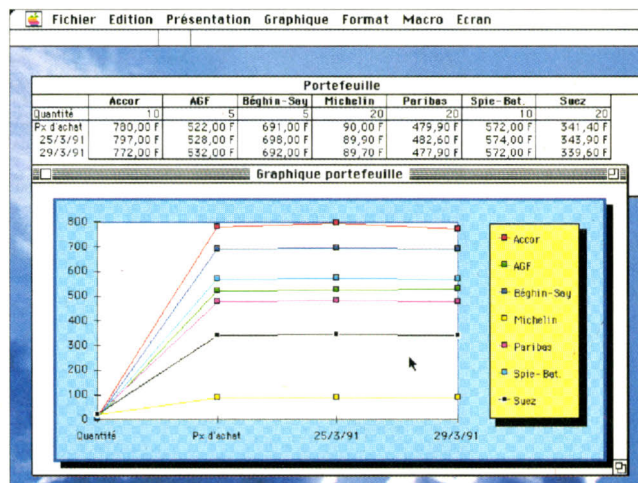 Fichier Edition Présentation Graphique Format Macro Ecran
Portefeuille
Accor AGF Béghin-Say Michelin Paribas Spie-Bat. Suez
Quantité 10 5 5 20 20 10 20
Px d'achat 780,00 F 522,00 F 691,00 F 90,00 F 479,90 F 572,00 F 341,40 F
25/3/91 797,00 F 528,00 F 698,00 F 89,90 F 482,60 F 574,00 F 343,90 F
29/3/91 772,00 F 532,00 F 692,00 F 89,70 F 477,90 F 572,00 F 339,60 F
Graphique portefeuille
800
700
600
500
400
300
200
100
0
Quantité Px d'achat 25/3/91 29/3/91
Accor
AGF
Béghin-Say
Michelin
Paribas
Spie-Bat.
Suez